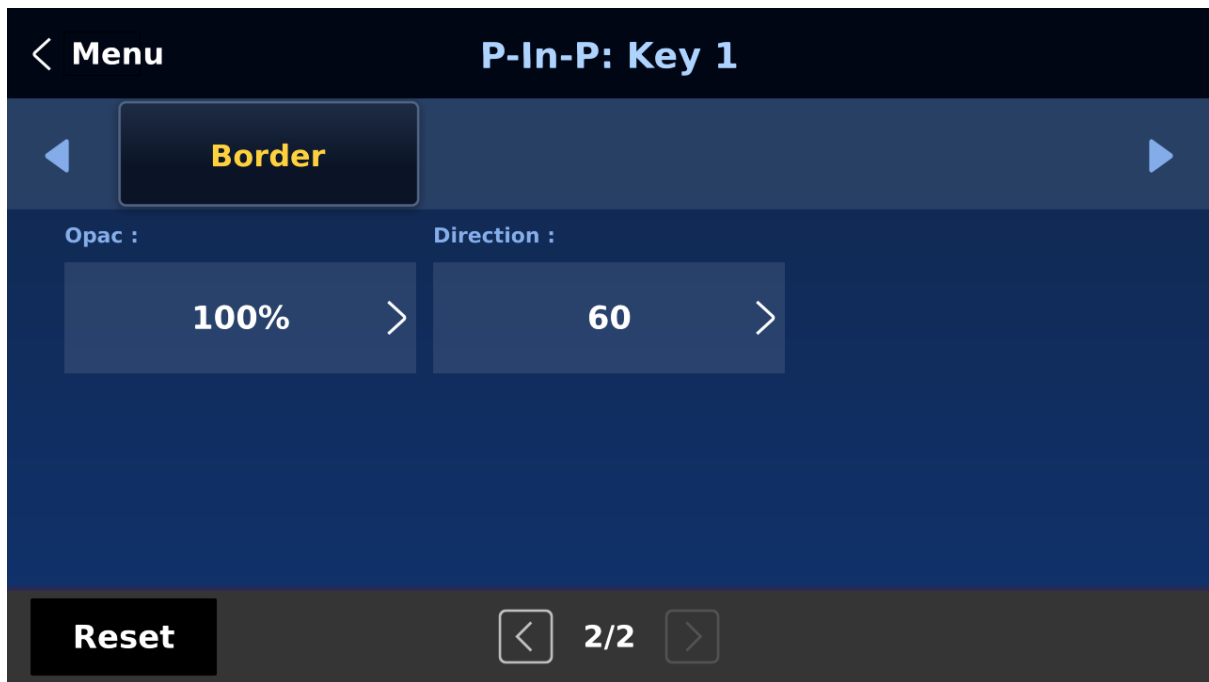 Menu
P-In-P: Key 1
Border
Opac :
Direction :
100%
60
Reset
2/2